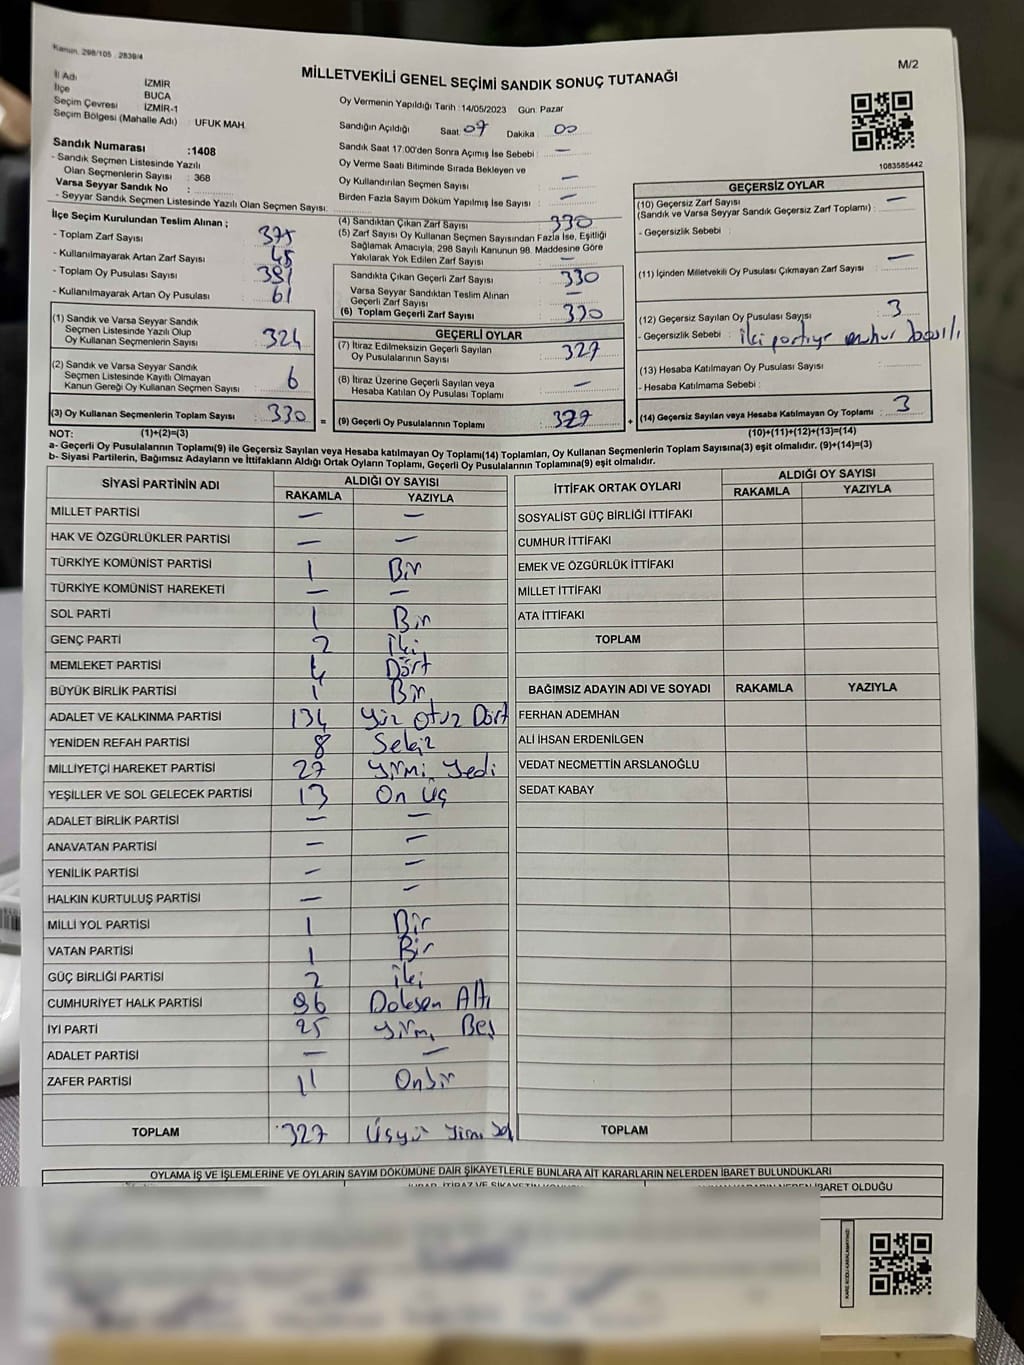 Kanun, 298/105 2839/4
M/2
MİLLETVEKİLİ GENEL SEÇİMİ SANDIK SONUÇ TUTANAĞI
İl Adı İZMİR
İlçe BUCA
Seçim Çevresi İZMİR-1
Seçim Bölgesi (Mahalle Adı) : UFUK MAH
Sandık Numarası :1408
- Sandık Seçmen Listesinde Yazılı
Olan Seçmenlerin Sayısı : 368
Varsa Seyyar Sandık No :
- Seyyar Sandık Seçmen Listesinde Yazılı Olan Seçmen Sayısı:
Oy Vermenin Yapıldığı Tarih :14/05/2023 Gün: Pazar
Sandığın Açıldığı Saat: 07 Dakika : 00
Sandık Saat 17:00'den Sonra Açımış İse Sebebi : —
Oy Verme Saati Bitiminde Sırada Bekleyen ve
Oy Kullandırılan Seçmen Sayısı : —
Birden Fazla Sayım Döküm Yapılmış İse Sayısı : —
1083585442
İlçe Seçim Kurulundan Teslim Alınan ;
- Toplam Zarf Sayısı : 375
- Kullanılmayarak Artan Zarf Sayısı : 45
- Toplam Oy Pusulası Sayısı : 391
- Kullanılmayarak Artan Oy Pusulası : 61
(1) Sandık ve Varsa Seyyar Sandık
Seçmen Listesinde Yazılı Olup
Oy Kullanan Seçmenlerin Sayısı : 324
(2) Sandık ve Varsa Seyyar Sandık
Seçmen Listesinde Kayıtlı Olmayan
Kanun Gereği Oy Kullanan Seçmen Sayısı : 6
(3) Oy Kullanan Seçmenlerin Toplam Sayısı : 330 =
(4) Sandıktan Çıkan Zarf Sayısı : 330
(5) Zarf Sayısı Oy Kullanan Seçmen Sayısından Fazla İse, Eşitliği
Sağlamak Amacıyla, 298 Sayılı Kanunun 98. Maddesine Göre
Yakılarak Yok Edilen Zarf Sayısı : —
Sandıkta Çıkan Geçerli Zarf Sayısı : 330
Varsa Seyyar Sandıktan Teslim Alınan
Geçerli Zarf Sayısı : —
(6) Toplam Geçerli Zarf Sayısı : 330
GEÇERLİ OYLAR
(7) İtiraz Edilmeksizin Geçerli Sayılan
Oy Pusulasının Sayısı : 327
(8) İtiraz Üzerine Geçerli Sayılan veya
Hesaba Katılan Oy Pusulası Toplamı : —
(9) Geçerli Oy Pusulalarının Toplamı : 327 +
GEÇERSİZ OYLAR
(10) Geçersiz Zarf Sayısı
(Sandık ve Varsa Seyyar Sandık Geçersiz Zarf Toplamı) : —
- Geçersizlik Sebebi :
(11) İçinden Milletvekili Oy Pusulası Çıkmayan Zarf Sayısı : —
(12) Geçersiz Sayılan Oy Pusulası Sayısı : 3
- Geçersizlik Sebebi : İki partiye muhur basılı
(13) Hesaba Katılmayan Oy Pusulası Sayısı :
- Hesaba Katılmama Sebebi :
(14) Geçersiz Sayılan veya Hesaba Katılmayan Oy Toplamı : 3
NOT: (1)+(2)=(3)
(10)+(11)+(12)+(13)=(14)
a- Geçerli Oy Pusulalarının Toplamı(9) ile Geçersiz Sayılan veya Hesaba Katılmayan Oy Toplamı(14) Toplamları, Oy Kullanan Seçmenlerin Toplam Sayısına(3) eşit olmalıdır. (9)+(14)=(3)
b- Siyasi Partilerin, Bağımsız Adayların ve İttifakların Aldığı Ortak Oyların Toplamı, Geçerli Oy Pusulalarının Toplamına(9) eşit olmalıdır.
SİYASİ PARTİNİN ADI ALDIĞI OY SAYISI
RAKAMLA YAZIYLA
MİLLET PARTİSİ — —
HAK VE ÖZGÜRLÜKLER PARTİSİ — —
TÜRKİYE KOMÜNİST PARTİSİ 1 Bir
TÜRKİYE KOMÜNİST HAREKETİ — —
SOL PARTİ 1 Bir
GENÇ PARTİ 2 İki
MEMLEKET PARTİSİ 4 Dört
BÜYÜK BİRLİK PARTİSİ 1 Bir
ADALET VE KALKINMA PARTİSİ 134 Yüz otuz Dört
YENİDEN REFAH PARTİSİ 8 Sekiz
MİLLİYETÇİ HAREKET PARTİSİ 27 Yirmi Yedi
YEŞİLLER VE SOL GELECEK PARTİSİ 13 On Üç
ADALET BİRLİK PARTİSİ — —
ANAVATAN PARTİSİ — —
YENİLİK PARTİSİ — —
HALKIN KURTULUŞ PARTİSİ — —
MİLLİ YOL PARTİSİ 1 Bir
VATAN PARTİSİ 1 Bir
GÜÇ BİRLİĞİ PARTİSİ 2 İki
CUMHURİYET HALK PARTİSİ 96 Doksan Altı
İYİ PARTİ 25 Yirmi Beş
ADALET PARTİSİ — —
ZAFER PARTİSİ 11 Onbir
TOPLAM 327 Üçyüz Yirmi
İTTİFAK ORTAK OYLARI ALDIĞI OY SAYISI
RAKAMLA YAZIYLA
SOSYALİST GÜÇ BİRLİĞİ İTTİFAKI
CUMHUR İTTİFAKI
EMEK VE ÖZGÜRLÜK İTTİFAKI
MİLLET İTTİFAKI
ATA İTTİFAKI
TOPLAM
BAĞIMSIZ ADAYIN ADI VE SOYADI RAKAMLA YAZIYLA
FERHAN ADEMHAN
ALİ İHSAN ERDENİLGEN
VEDAT NECMETTİN ARSLANOĞLU
SEDAT KABAY
TOPLAM
OYLAMA İŞ VE İŞLEMLERİNE VE OYLARIN SAYIM DÖKÜMÜNE DAİR ŞİKAYETLERLE BUNLARA AİT KARARLARIN NELERDEN İBARET BULUNDUKLARI
İBARET OLDUĞU